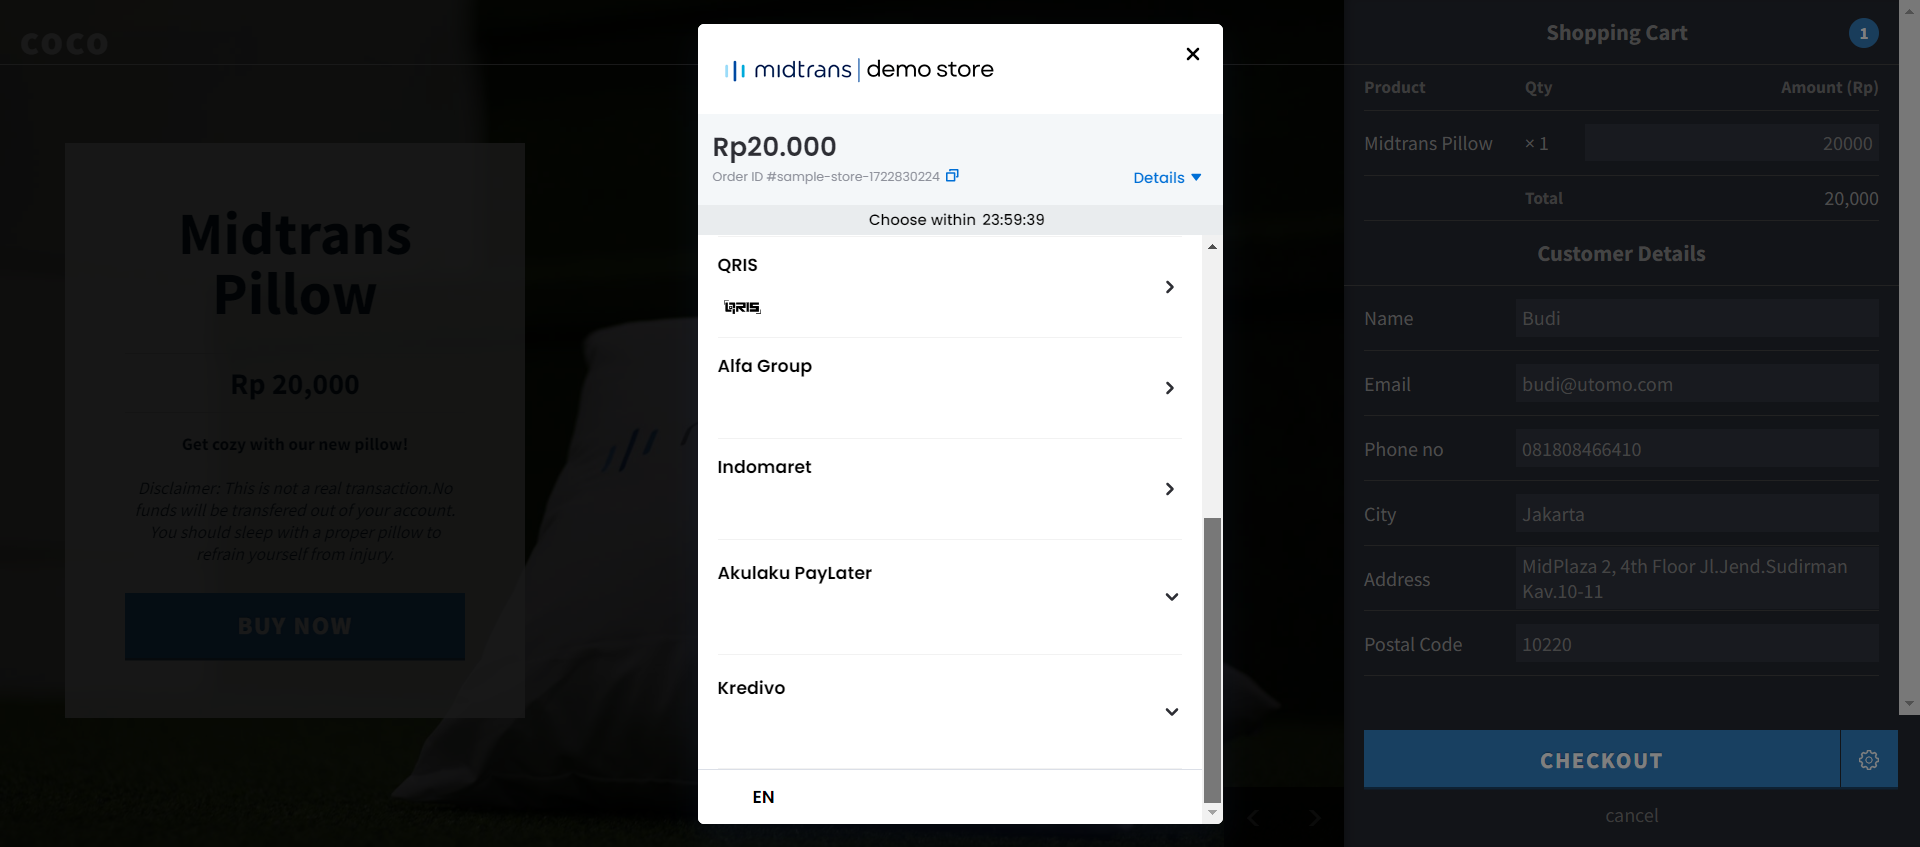 coco
Midtrans
Pillow
Rp 20,000
Get cozy with our new pillow!
Disclaimer: This is not a real transaction.No
funds will be transfered out of your account.
You should sleep with a proper pillow to
refrain yourself from injury.
BUY NOW
midtrans | demo store
Rp20.000
Order ID #sample-store-1722830224
Details
Choose within 23:59:39
QRIS
QRIS
Alfa Group
Indomaret
Akulaku PayLater
Kredivo
EN
Shopping Cart 1
Product Qty Amount (Rp)
Midtrans Pillow × 1 20000
Total 20,000
Customer Details
Name Budi
Email budi@utomo.com
Phone no 081808466410
City Jakarta
Address MidPlaza 2, 4th Floor Jl.Jend.Sudirman
Kav.10-11
Postal Code 10220
CHECKOUT
cancel